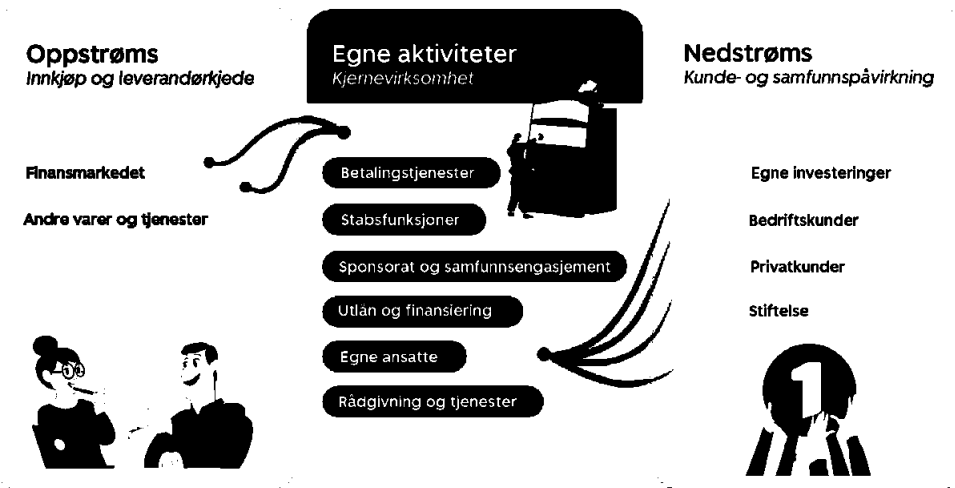 Oppstrøms
Innkjøp og leverandørkjede
Finansmarkedet
Andre varer og tjenester
Egne aktiviteter
Kjernevirksomhet
Betalingstjenester
Stabsfunksjoner
Sponsorat og samfunnsengasjement
Utlån og finansiering
Egne ansatte
Rådgivning og tjenester
Nedstrøms
Kunde- og samfunnspåvirkning
Egne investeringer
Bedriftskunder
Privatkunder
Stiftelse
1